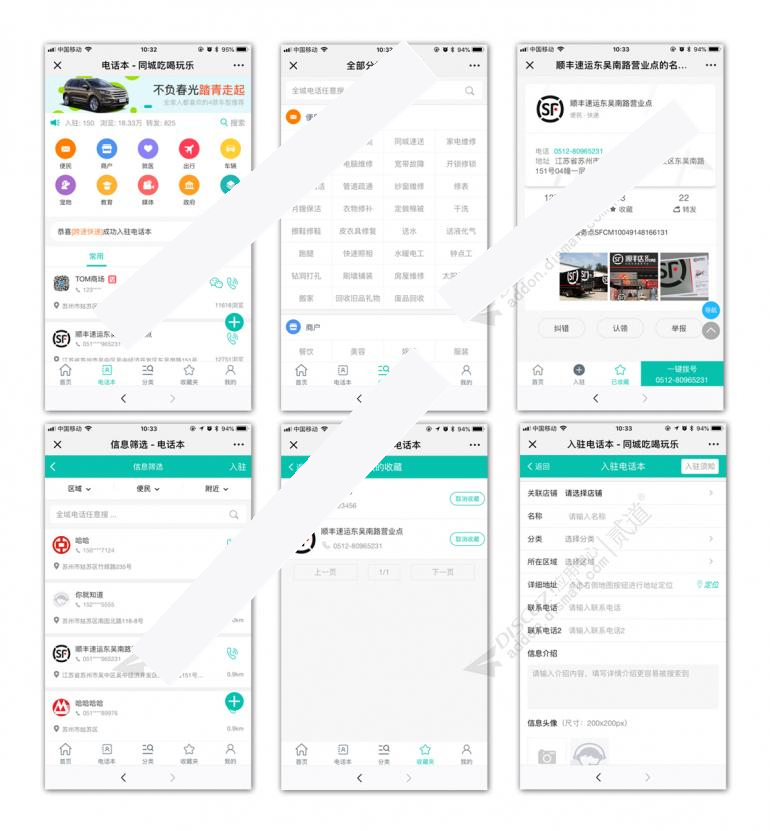 中国移动 10:32 95%
电话本 - 同城吃喝玩乐
不负春光踏青走起
全家人都喜欢的4款车型推荐
入驻: 150 浏览: 18.33万 转发: 825 搜索
便民 商户 就医 出行 车辆
宠物 教育 媒体 政府
恭喜[跨速快递]成功入驻电话本
常用
TOM商场
123****
苏州市姑苏区 11618浏览
顺丰速运东吴 点
051****965231
江苏省苏州市吴中区吴中经济开发区东吴南路151号 12751浏览
首页 电话本 分类 收藏夹 我的
中国移动 10:32 94%
全部分
全城电话任意搜
便
同城速送 家电维修
电脑维修 宽带故障 开锁修锁
管道疏通 纱窗维修 修表
月搜保洁 衣物修补 定做棉被 干洗
擦鞋修鞋 皮衣具修复 送水 送液化气
跑腿 快速照相 水暖电工 钟点工
钻洞打孔 刷墙铺装 房屋维修
搬家 回收旧品礼物 废品回收
商户
餐饮 美容 服装
首页 电话本 我的
中国移动 10:33 94%
顺丰速运东吴南路营业点的名...
SF
顺丰速运东吴南路营业点
便民 · 快递
电话 0512-80965231
地址 江苏省苏州市 区东吴南路
151号04幢一层
22
收藏 转发
务点SFCM10049148166131
导航
纠错 认领 举报
首页 入驻 已收藏 一键拨号
0512-80965231
中国移动 10:33 94%
信息筛选 - 电话本
信息筛选 入驻
区域 便民 附近
全城电话任意搜 ...
哈哈
150****7124
苏州市姑苏区竹辉路235号
你就知道
152****5555
苏州市姑苏区南园北路118-8号 km
SF
顺丰速运东吴南路
051****965231
江苏省苏州市吴中区吴中经济开发区 151号... 0.9km
哈哈哈哈
051****89976
苏州市姑苏区 0.9km
首页 电话本 分类 收藏夹 我的
中国移动 10:33 94%
电话本
的收藏
23456 取消收藏
顺丰速运东吴南路营业点
0512-80965231 取消收藏
上一页 1/1 下一页
首页 电话本 分类 收藏夹 我的
中国移动 10:33 94%
入驻电话本 - 同城吃喝玩乐
返回 入驻电话本 入驻须知
关联店铺 请选择店铺
名称 请输入名称
分类 选择分类
所在区域 选择区域
详细地址 点击右侧地图按钮进行地址定位 定位
联系电话 请输入联系电话
联系电话2 请输入联系电话2
信息介绍
请输入介绍内容，填写详情介绍更容易被搜索到
信息头像 (尺寸：200x200px)
DISCUZ!应用中心 | 贰道®
addon.dismall.com